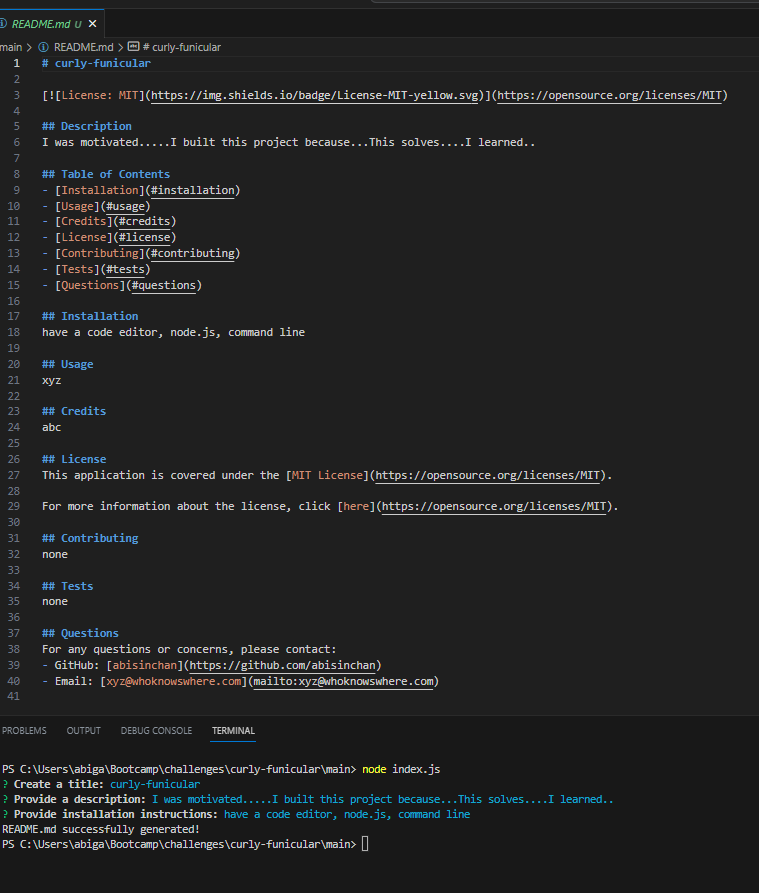 README.md U ×
main > README.md > # curly-funicular
1 # curly-funicular
2
3 [![License: MIT](https://img.shields.io/badge/License-MIT-yellow.svg)](https://opensource.org/licenses/MIT)
4
5 ## Description
6 I was motivated.....I built this project because...This solves....I learned..
7
8 ## Table of Contents
9 - [Installation](#installation)
10 - [Usage](#usage)
11 - [Credits](#credits)
12 - [License](#license)
13 - [Contributing](#contributing)
14 - [Tests](#tests)
15 - [Questions](#questions)
16
17 ## Installation
18 have a code editor, node.js, command line
19
20 ## Usage
21 xyz
22
23 ## Credits
24 abc
25
26 ## License
27 This application is covered under the [MIT License](https://opensource.org/licenses/MIT).
28
29 For more information about the license, click [here](https://opensource.org/licenses/MIT).
30
31 ## Contributing
32 none
33
34 ## Tests
35 none
36
37 ## Questions
38 For any questions or concerns, please contact:
39 - GitHub: [abisinchan](https://github.com/abisinchan)
40 - Email: [xyz@whoknowswhere.com](mailto:xyz@whoknowswhere.com)
41
PROBLEMS OUTPUT DEBUG CONSOLE TERMINAL
PS C:\Users\abiga\Bootcamp\challenges\curly-funicular\main> node index.js
? Create a title: curly-funicular
? Provide a description: I was motivated.....I built this project because...This solves....I learned..
? Provide installation instructions: have a code editor, node.js, command line
README.md successfully generated!
PS C:\Users\abiga\Bootcamp\challenges\curly-funicular\main>